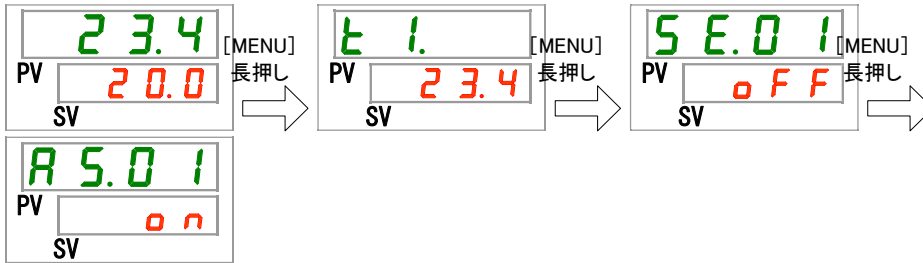 23.4
PV 20.0
SV
[MENU]
長押し
t1.
PV 23.4
SV
[MENU]
長押し
SE.01
PV oFF
SV
[MENU]
長押し
AS.01
PV on
SV